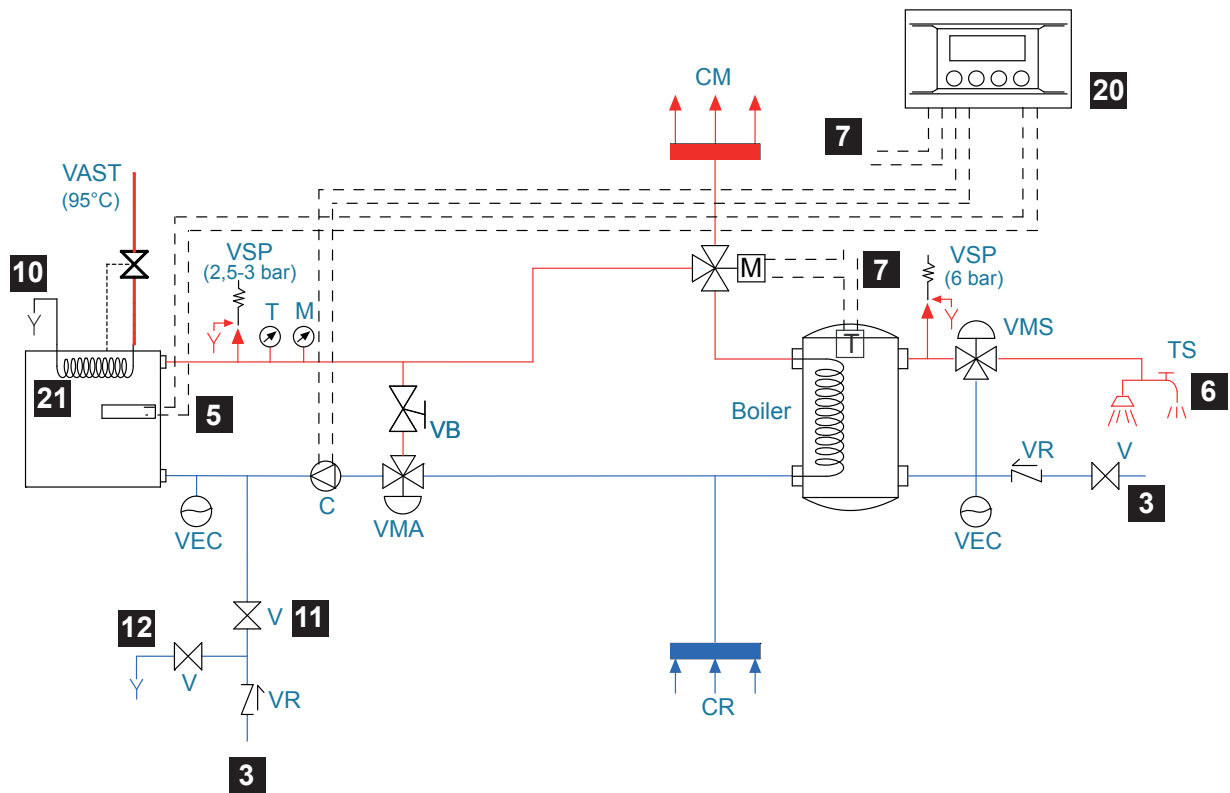 CM
20
7
VAST
(95°C)
10
VSP
(2,5-3 bar)
T
M
M
7
VSP
(6 bar)
VMS
TS
6
T
21
5
VB
Boiler
VR
V
3
VEC
C
VMA
VEC
12
V
11
V
VR
CR
3